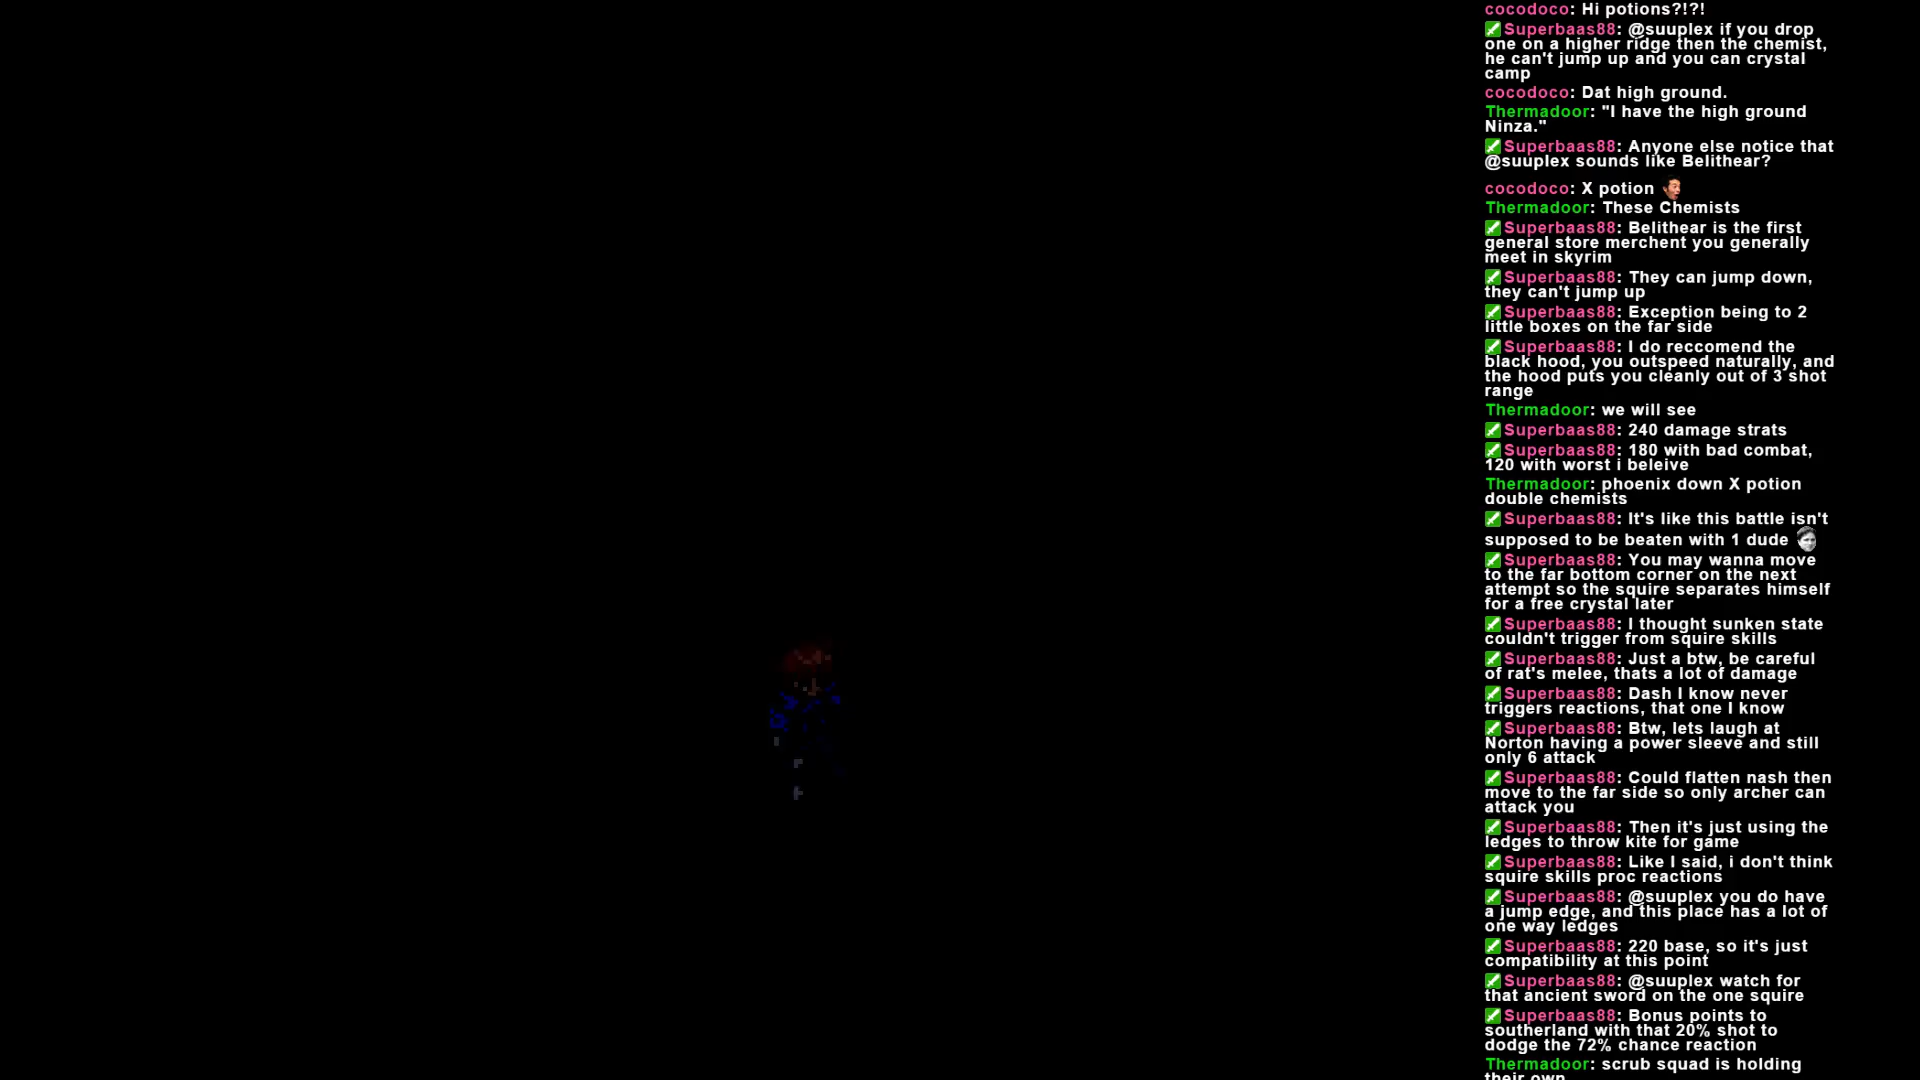 cocodoco: Hi potions?!?!
Superbaas88: @suuplex if you drop
one on a higher ridge then the chemist,
he can't jump up and you can crystal
camp
cocodoco: Dat high ground.
Thermadoor: "I have the high ground
Ninza."
Superbaas88: Anyone else notice that
@suuplex sounds like Belithear?
cocodoco: X potion
Thermadoor: These Chemists
Superbaas88: Belithear is the first
general store merchent you generally
meet in skyrim
Superbaas88: They can jump down,
they can't jump up
Superbaas88: Exception being to 2
little boxes on the far side
Superbaas88: I do reccomend the
black hood, you outspeed naturally, and
the hood puts you cleanly out of 3 shot
range
Thermadoor: we will see
Superbaas88: 240 damage strats
Superbaas88: 180 with bad combat,
120 with worst i beleive
Thermadoor: phoenix down X potion
double chemists
Superbaas88: It's like this battle isn't
supposed to be beaten with 1 dude
Superbaas88: You may wanna move
to the far bottom corner on the next
attempt so the squire separates himself
for a free crystal later
Superbaas88: I thought sunken state
couldn't trigger from squire skills
Superbaas88: Just a btw, be careful
of rat's melee, thats a lot of damage
Superbaas88: Dash I know never
triggers reactions, that one I know
Superbaas88: Btw, lets laugh at
Norton having a power sleeve and still
only 6 attack
Superbaas88: Could flatten nash then
move to the far side so only archer can
attack you
Superbaas88: Then it's just using the
ledges to throw kite for game
Superbaas88: Like I said, i don't think
squire skills proc reactions
Superbaas88: @suuplex you do have
a jump edge, and this place has a lot of
one way ledges
Superbaas88: 220 base, so it's just
compatibility at this point
Superbaas88: @suuplex watch for
that ancient sword on the one squire
Superbaas88: Bonus points to
southerland with that 20% shot to
dodge the 72% chance reaction
Thermadoor: scrub squad is holding
their own